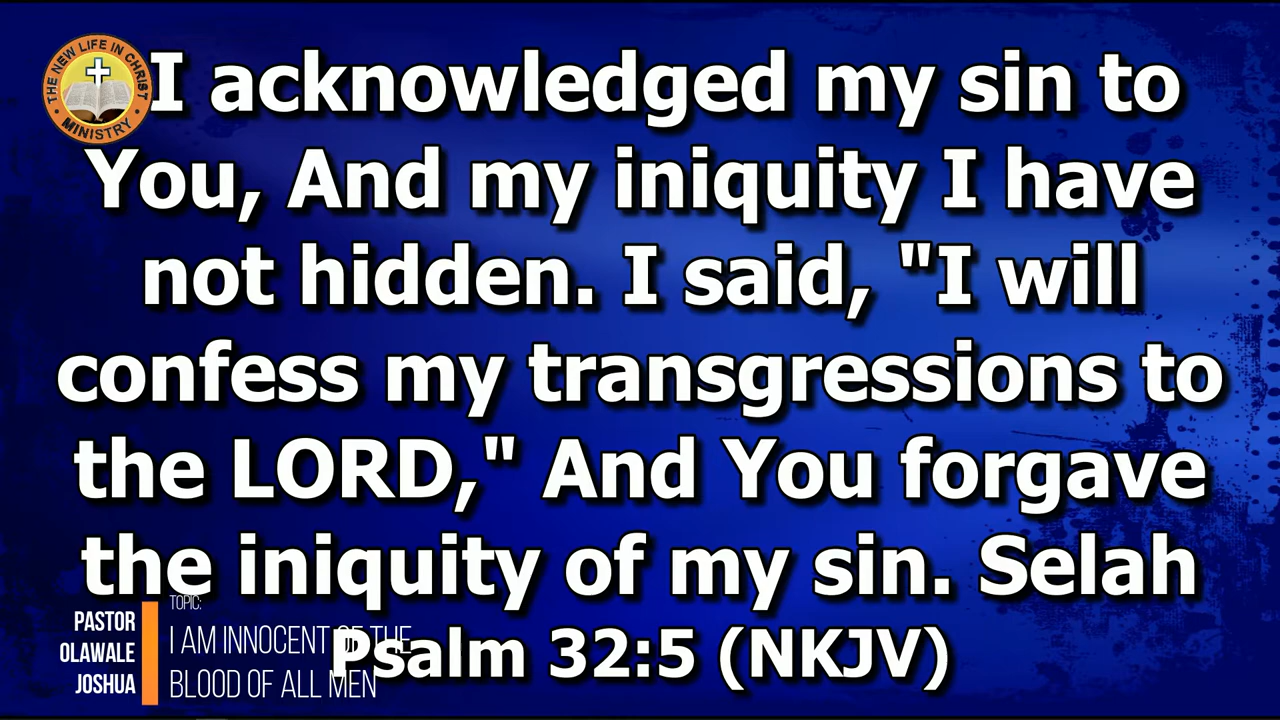 THE NEW LIFE IN CHRIST
MINISTRY
I acknowledged my sin to
You, And my iniquity I have
not hidden. I said, "I will
confess my transgressions to
the LORD," And You forgave
the iniquity of my sin. Selah
Psalm 32:5 (NKJV)
PASTOR
OLAWALE
JOSHUA
TOPIC:
I AM INNOCENT OF THE
BLOOD OF ALL MEN